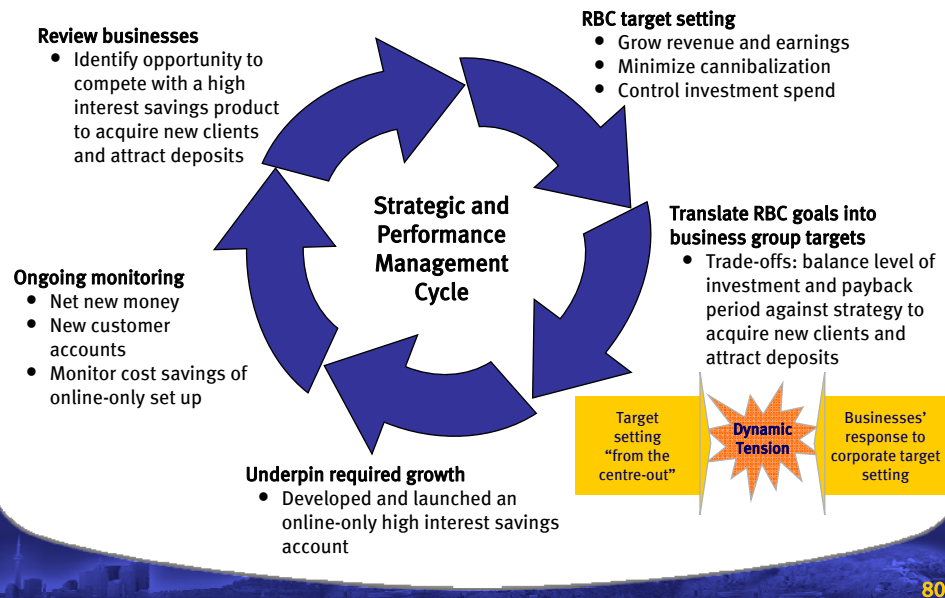 Review businesses
• Identify opportunity to
compete with a high
interest savings product
to acquire new clients
and attract deposits
RBC target setting
• Grow revenue and earnings
• Minimize cannibalization
• Control investment spend
Strategic and
Performance
Management
Cycle
Translate RBC goals into
business group targets
• Trade-offs: balance level of
investment and payback
period against strategy to
acquire new clients and
attract deposits
Target
setting
“from the
centre-out”
Dynamic
Tension
Businesses’
response to
corporate target
setting
Underpin required growth
• Developed and launched an
online-only high interest savings
account
Ongoing monitoring
• Net new money
• New customer
accounts
• Monitor cost savings of
online-only set up
80